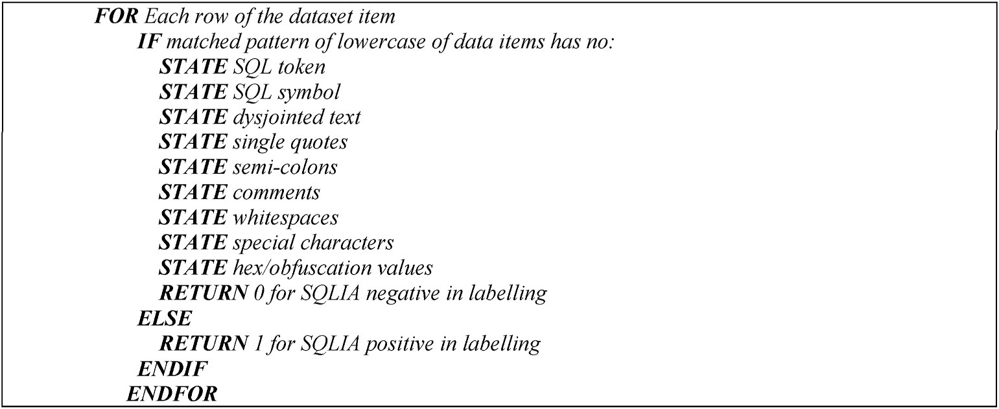 FOR Each row of the dataset item
IF matched pattern of lowercase of data items has no:
STATE SQL token
STATE SQL symbol
STATE dysjointed text
STATE single quotes
STATE semi-colons
STATE comments
STATE whitespaces
STATE special characters
STATE hex/obfuscation values
RETURN 0 for SQLIA negative in labelling
ELSE
RETURN 1 for SQLIA positive in labelling
ENDIF
ENDFOR